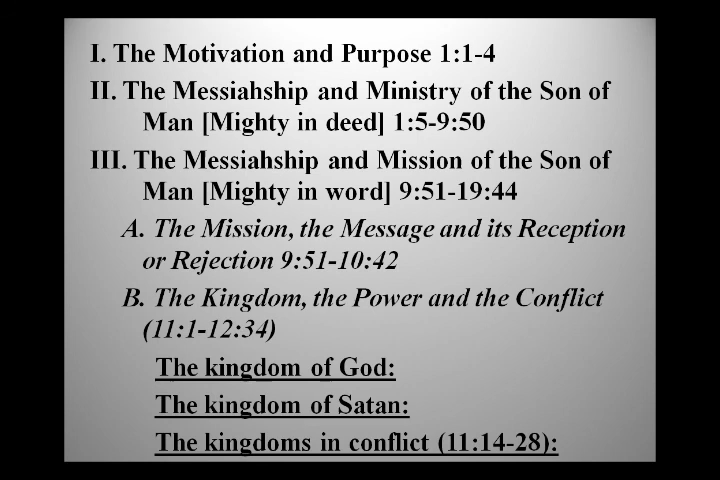 I. The Motivation and Purpose 1:1-4
II. The Messiahship and Ministry of the Son of
Man [Mighty in deed] 1:5-9:50
III. The Messiahship and Mission of the Son of
Man [Mighty in word] 9:51-19:44
A. The Mission, the Message and its Reception
or Rejection 9:51-10:42
B. The Kingdom, the Power and the Conflict
(11:1-12:34)
The kingdom of God:
The kingdom of Satan:
The kingdoms in conflict (11:14-28):